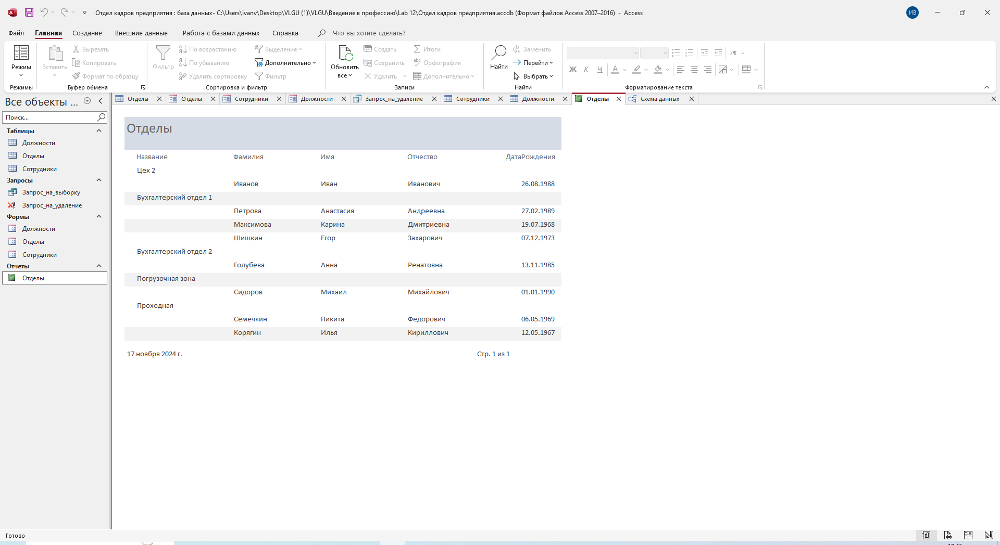 Отдел кадров предприятия : база данных- C:\Users\ivanv\Desktop\VLGU (1)\VLGU\Введение в профессию\Lab 12\Отдел кадров предприятия.accdb (Формат файлов Access 2007–2016) - Access
ИВ
Файл Главная Создание Внешние данные Работа с базами данных Справка Что вы хотите сделать?
Режим
Режимы
Вставить
Вырезать
Копировать
Формат по образцу
Буфер обмена
Фильтр
По возрастанию
По убыванию
Удалить сортировку
Выделение
Дополнительно
Фильтр
Сортировка и фильтр
Обновить
все
Создать
Сохранить
Удалить
Итоги
Орфография
Дополнительно
Записи
Найти
Заменить
Перейти
Выбрать
Найти
Ж К Ч А
Форматирование текста
Все объекты ...
Поиск...
Таблицы
Должности
Отделы
Сотрудники
Запросы
Запрос_на_выборку
Запрос_на_удаление
Формы
Должности
Отделы
Сотрудники
Отчеты
Отделы
Отделы Отделы Сотрудники Должности Запрос_на_удаление Сотрудники Должности Отделы Схема данных
Отделы
Название Фамилия Имя Отчество ДатаРождения
Цех 2
Иванов Иван Иванович 26.08.1988
Бухгалтерский отдел 1
Петрова Анастасия Андреевна 27.02.1989
Максимова Карина Дмитриевна 19.07.1968
Шишкин Егор Захарович 07.12.1973
Бухгалтерский отдел 2
Голубева Анна Ренатовна 13.11.1985
Погрузочная зона
Сидоров Михаил Михайлович 01.01.1990
Проходная
Семечкин Никита Федорович 06.05.1969
Корягин Илья Кириллович 12.05.1967
17 ноября 2024 г. Стр. 1 из 1
Готово